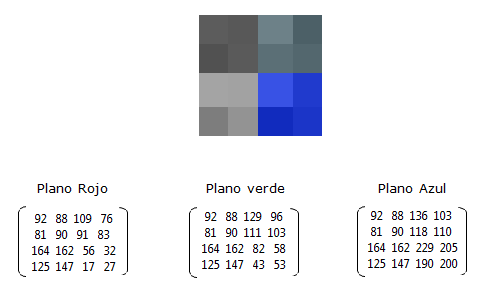 Plano Rojo Plano verde Plano Azul
92 88 109 76 92 88 129 96 92 88 136 103
81 90 91 83 81 90 111 103 81 90 118 110
164 162 56 32 164 162 82 58 164 162 229 205
125 147 17 27 125 147 43 53 125 147 190 200